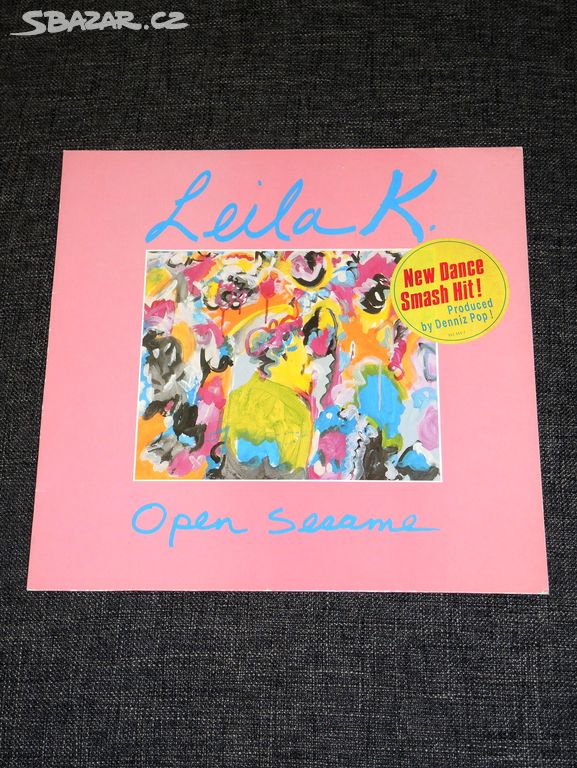 SBAZAR.CZ
Leila K.
New Dance
Smash Hit!
Produced
by Denniz Pop!
Open Sesame